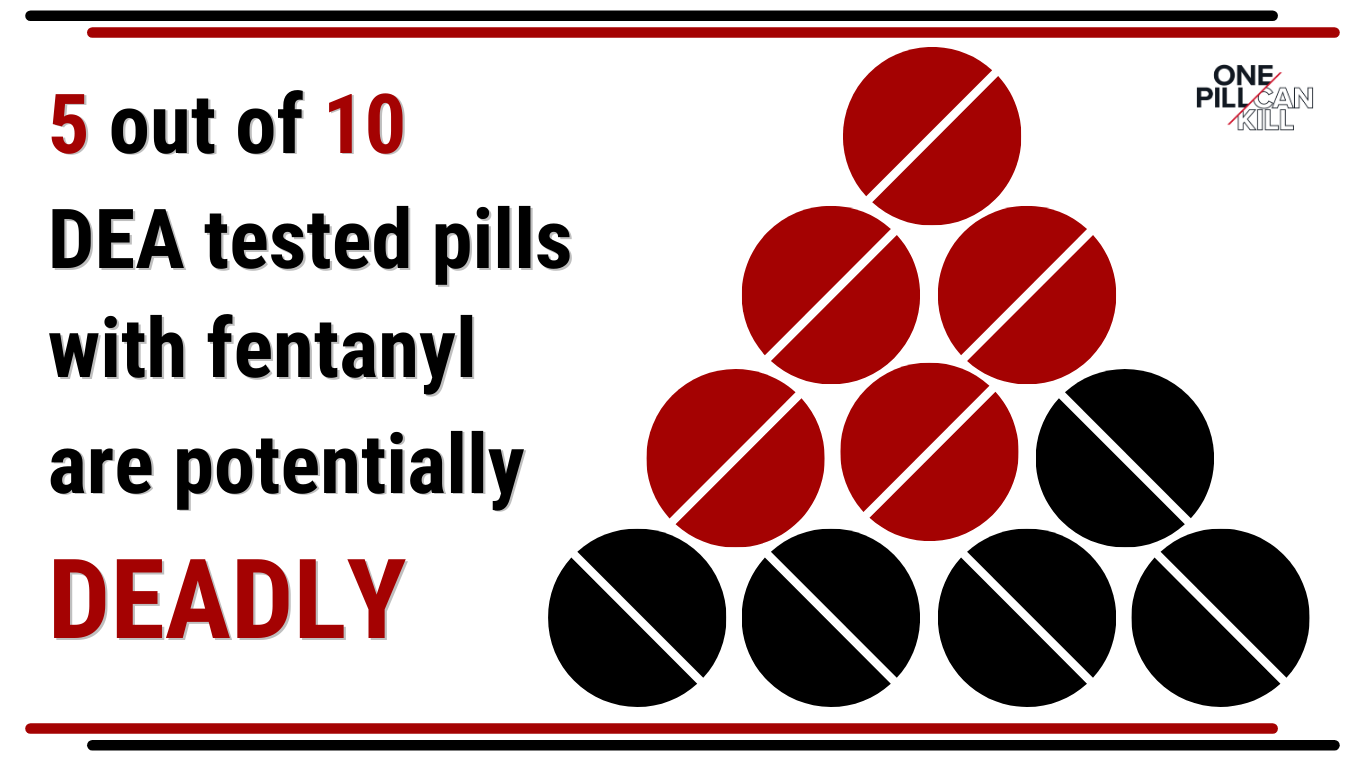 5 out of 10
DEA tested pills
with fentanyl
are potentially
DEADLY
ONE
PILL CAN
KILL